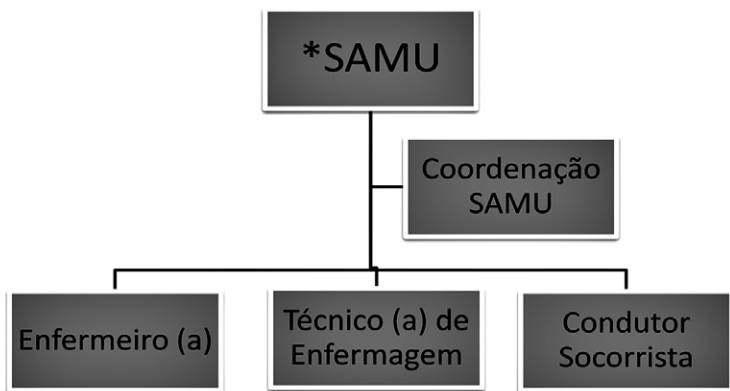 *SAMU
Coordenação
SAMU
Enfermeiro (a)
Técnico (a) de
Enfermagem
Condutor
Socorrista